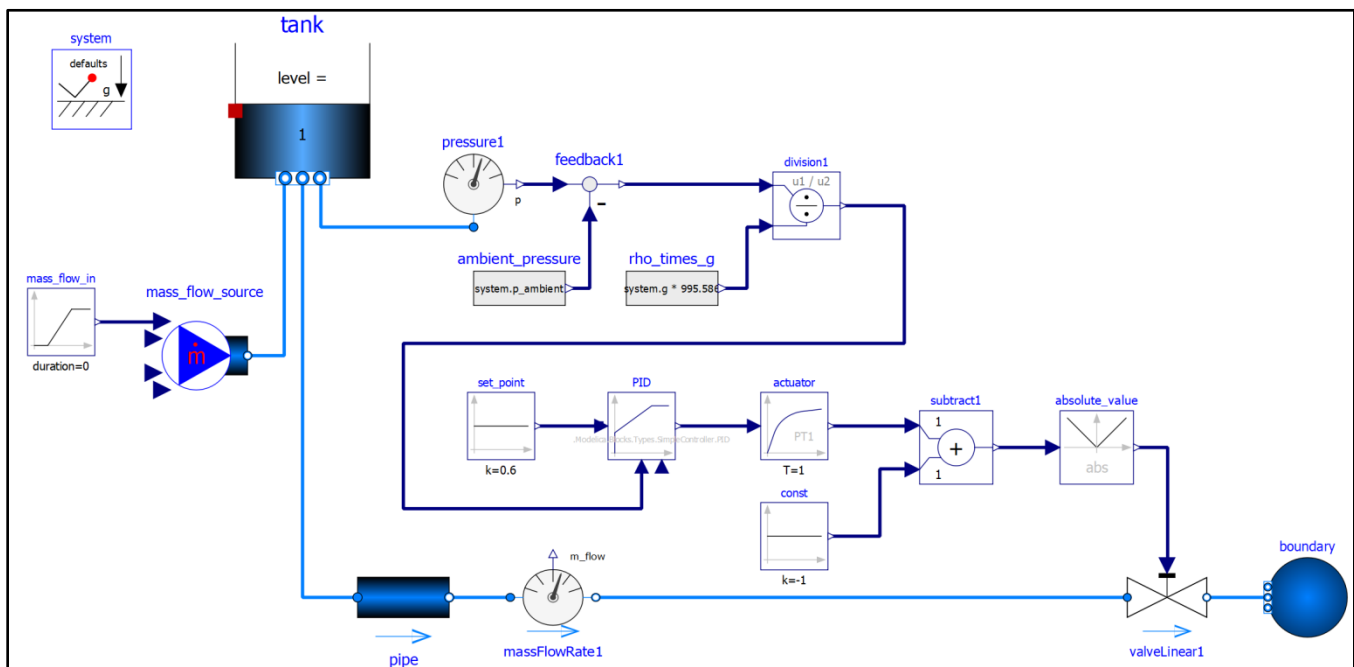 tank
system
defaults
g
level =
1
pressure1
p
feedback1
−
division1
u1 / u2
ambient_pressure
system.p_ambient
rho_times_g
system.g * 995.586
mass_flow_in
duration=0
mass_flow_source
ṁ
set_point
k=0.6
PID
.Modelica.Blocks.Types.SimpleController.PID
actuator
PT1
T=1
subtract1
1
+
1
absolute_value
abs
const
k=-1
m_flow
boundary
pipe
massFlowRate1
valveLinear1